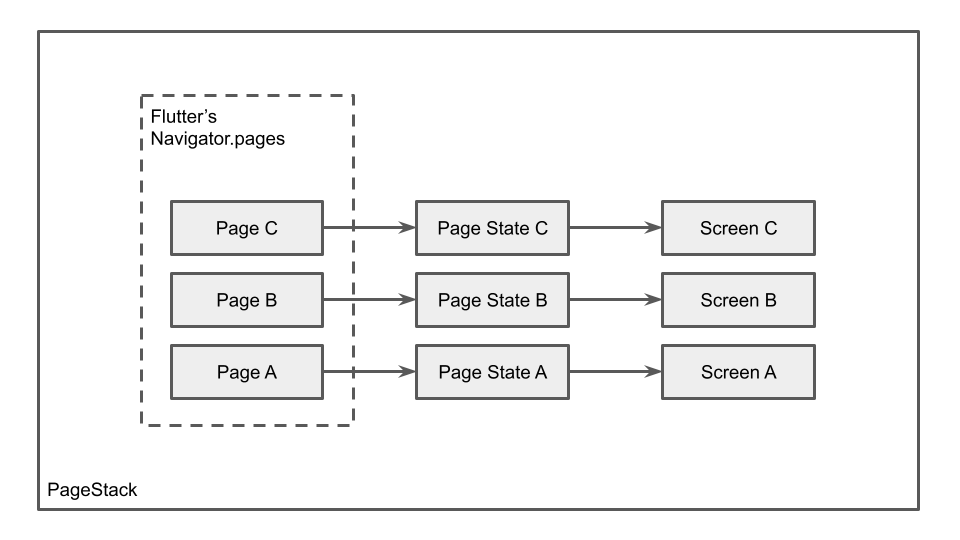 Flutter’s
Navigator.pages
Page C
Page State C
Screen C
Page B
Page State B
Screen B
Page A
Page State A
Screen A
PageStack